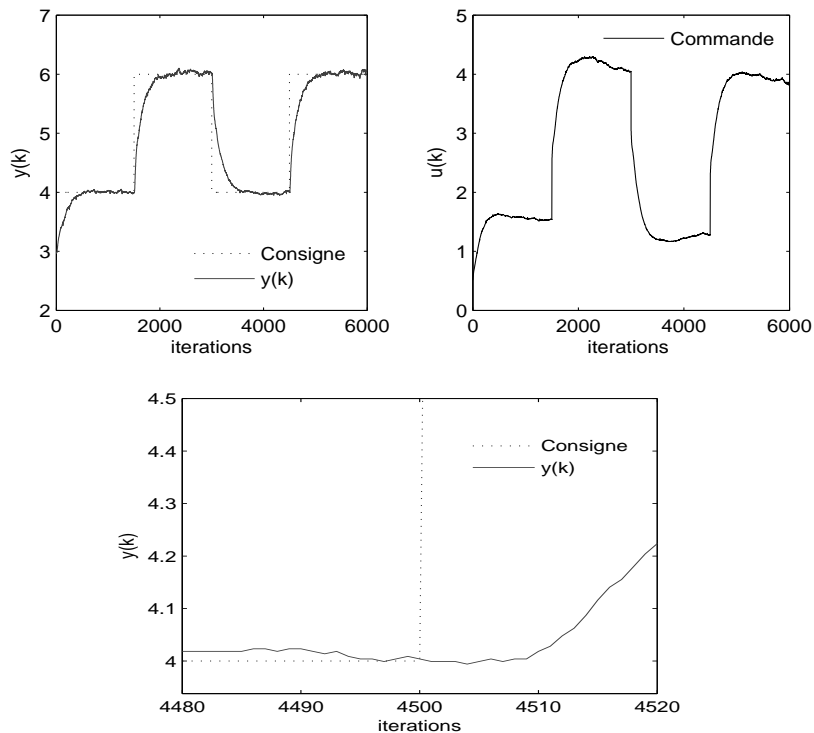 7
6
5
4
3
2
y(k)
Consigne
y(k)
0
2000
4000
6000
iterations
5
4
3
2
1
0
u(k)
Commande
0
2000
4000
6000
iterations
4.5
4.4
4.3
4.2
4.1
4
y(k)
Consigne
y(k)
4480
4490
4500
4510
4520
iterations